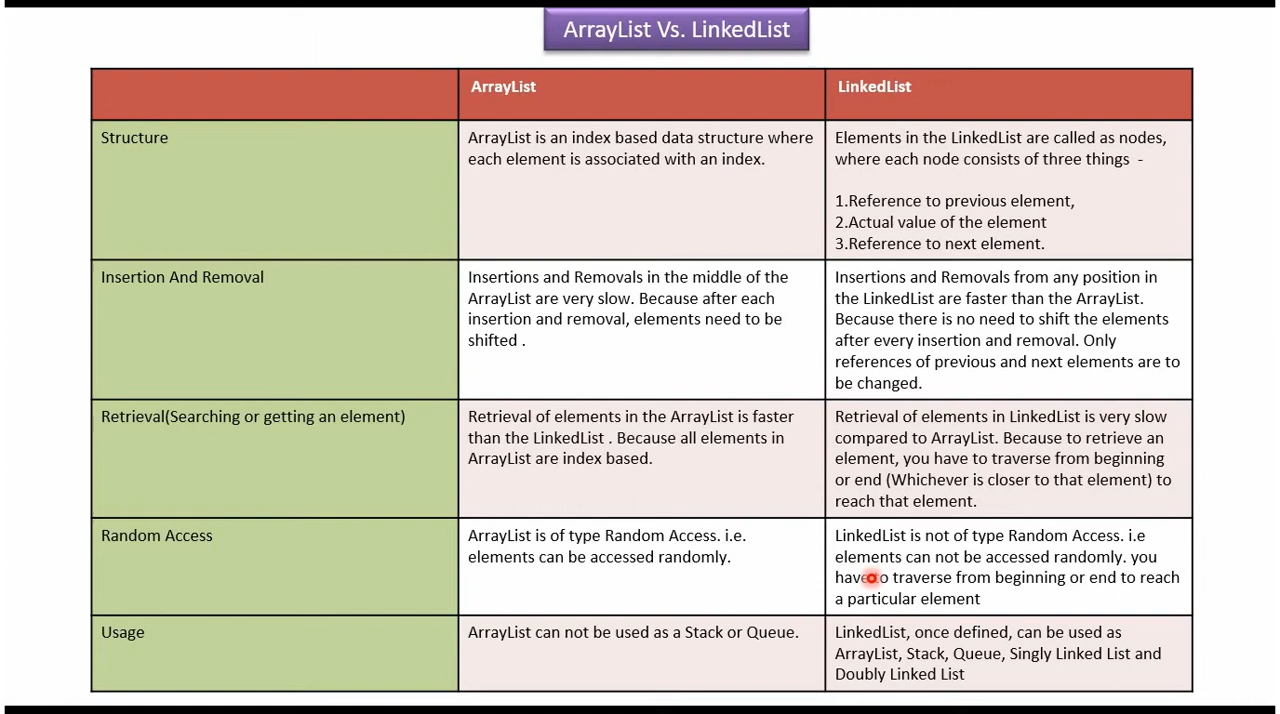 ArrayList Vs. LinkedList
ArrayList
LinkedList
Structure
ArrayList is an index based data structure where
each element is associated with an index.
Elements in the LinkedList are called as nodes,
where each node consists of three things -
1.Reference to previous element,
2.Actual value of the element
3.Reference to next element.
Insertion And Removal
Insertions and Removals in the middle of the
ArrayList are very slow. Because after each
insertion and removal, elements need to be
shifted .
Insertions and Removals from any position in
the LinkedList are faster than the ArrayList.
Because there is no need to shift the elements
after every insertion and removal. Only
references of previous and next elements are to
be changed.
Retrieval(Searching or getting an element)
Retrieval of elements in the ArrayList is faster
than the LinkedList . Because all elements in
ArrayList are index based.
Retrieval of elements in LinkedList is very slow
compared to ArrayList. Because to retrieve an
element, you have to traverse from beginning
or end (Whichever is closer to that element) to
reach that element.
Random Access
ArrayList is of type Random Access. i.e.
elements can be accessed randomly.
LinkedList is not of type Random Access. i.e
elements can not be accessed randomly. you
have to traverse from beginning or end to reach
a particular element
Usage
ArrayList can not be used as a Stack or Queue.
LinkedList, once defined, can be used as
ArrayList, Stack, Queue, Singly Linked List and
Doubly Linked List